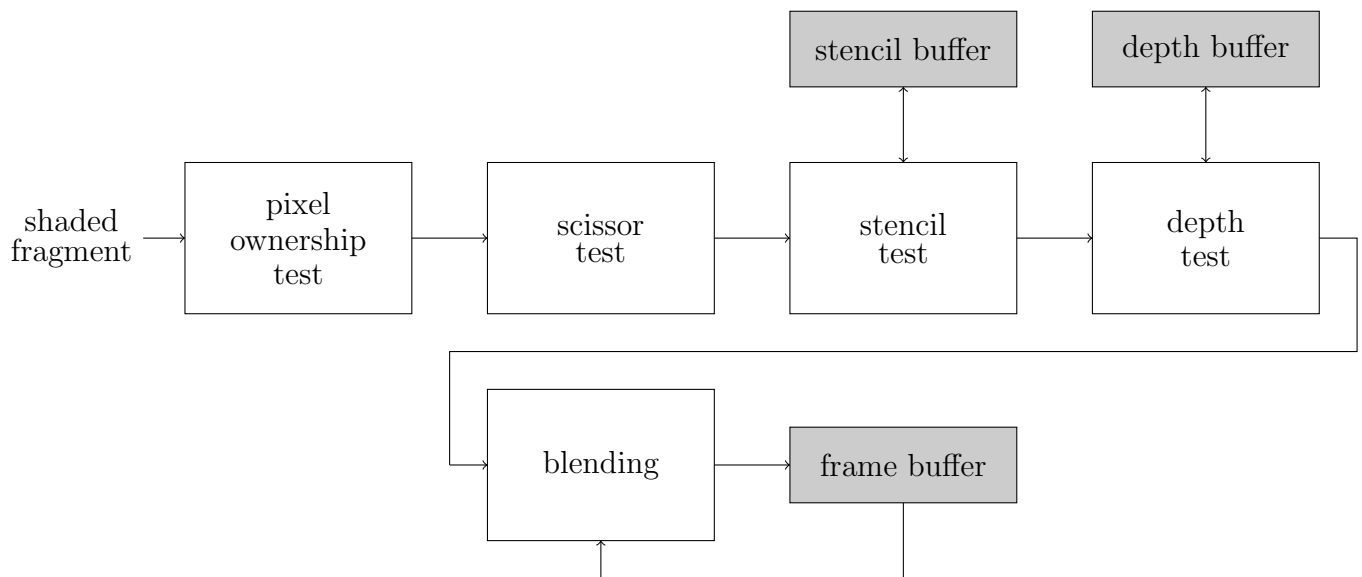 stencil buffer
depth buffer
shaded
fragment
pixel
ownership
test
scissor
test
stencil
test
depth
test
blending
frame buffer